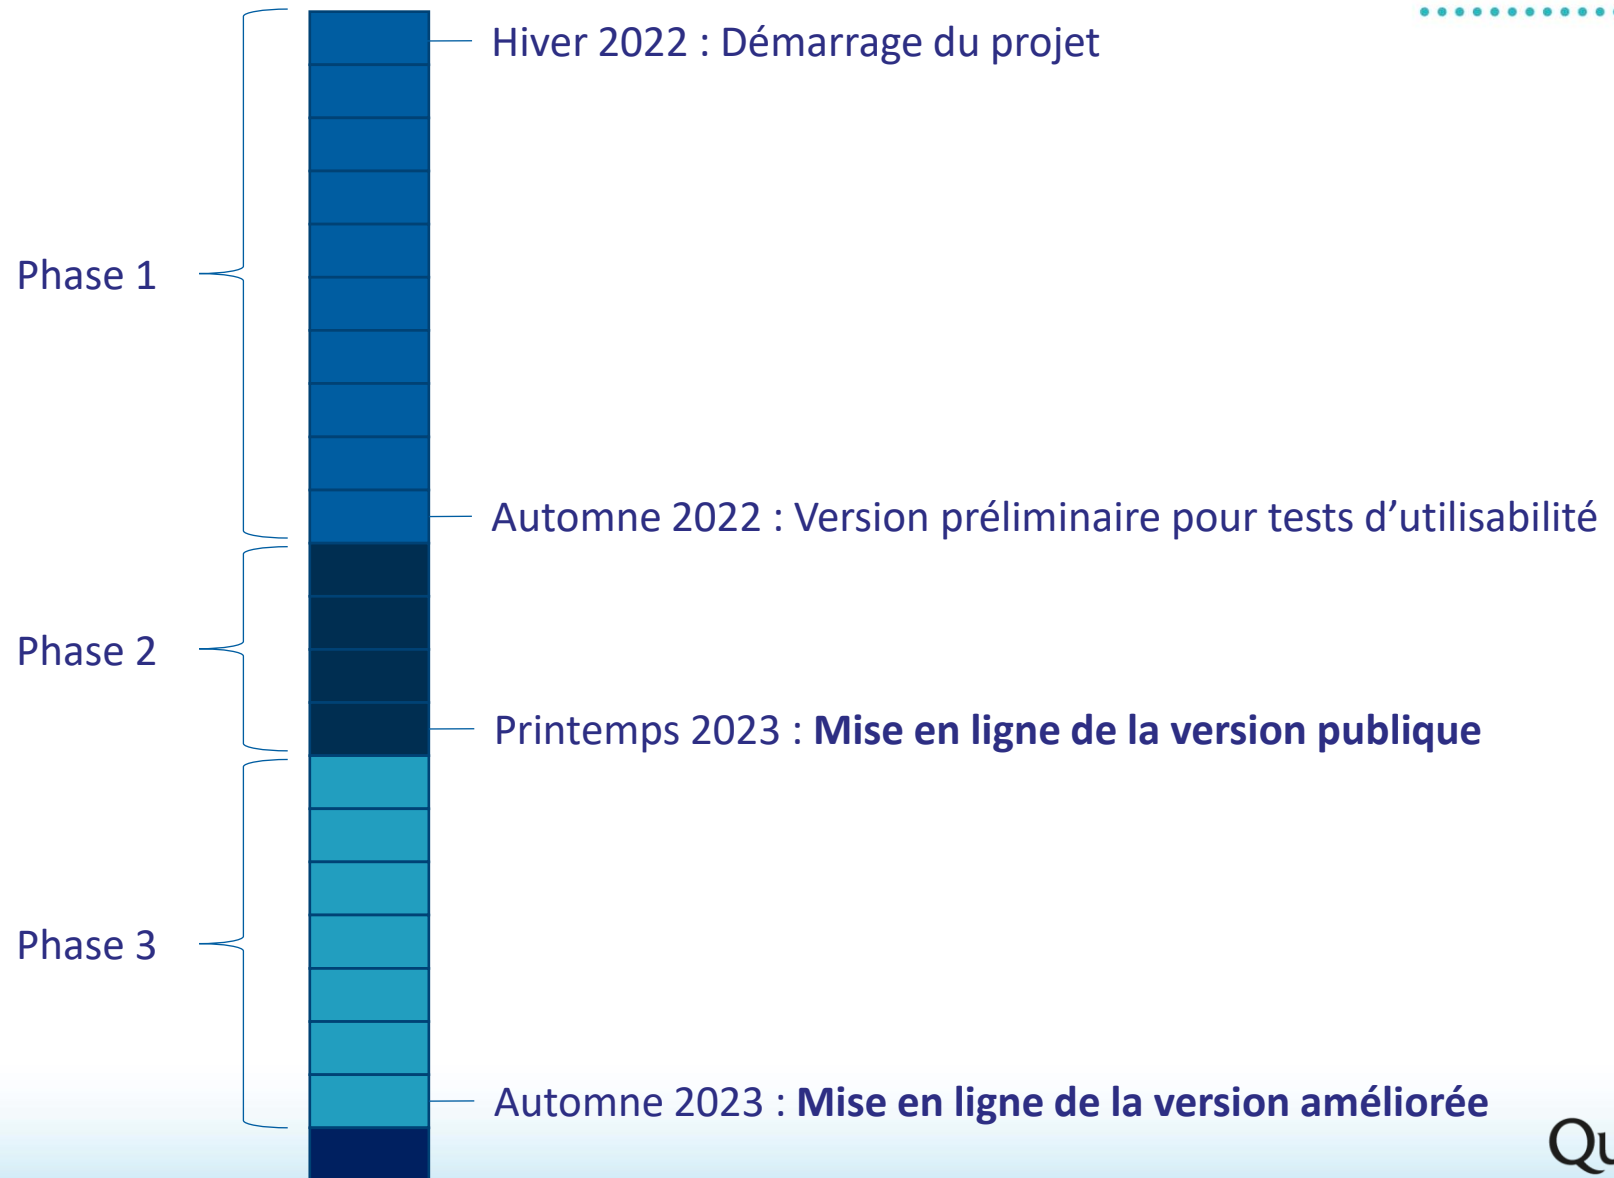 Hiver 2022 : Démarrage du projet
Phase 1
Automne 2022 : Version préliminaire pour tests d’utilisabilité
Phase 2
Printemps 2023 : Mise en ligne de la version publique
Phase 3
Automne 2023 : Mise en ligne de la version améliorée